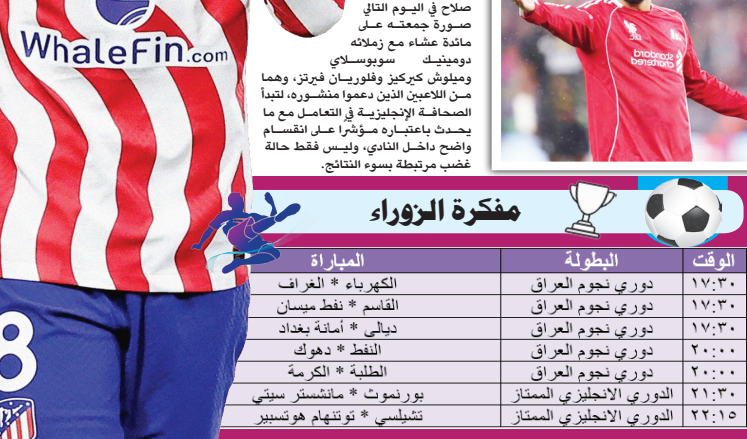 صلاح في اليوم التالي
صورة جمعته على
مائدة عشاء مع زملائه
دومينيك سوبوسلاي
وميلوش كيركيز وفلوريان فيرتز، وهما
من اللاعبين الذين دعموا منشوره، لتبدأ
الصحافة الإنجليزية في التعامل مع ما
يحدث باعتباره مؤشرا على انقسام
واضح داخل النادي، وليس فقط حالة
غضب مرتبطة بسوء النتائج.
WhaleFin.com
standard
chartered
8
مفكرة الزوراء
الوقت البطولة المباراة
١٧:٣٠ دوري نجوم العراق الكهرباء * الغراف
١٧:٣٠ دوري نجوم العراق القاسم * نفط ميسان
١٧:٣٠ دوري نجوم العراق ديالى * أمانة بغداد
٢٠:٠٠ دوري نجوم العراق النفط * دهوك
٢٠:٠٠ دوري نجوم العراق الطلبة * الكرمة
٢١:٣٠ الدوري الانجليزي الممتاز بورنموث * مانشستر سيتي
٢٢:١٥ الدوري الانجليزي الممتاز تشيلسي * توتنهام هوتسبير